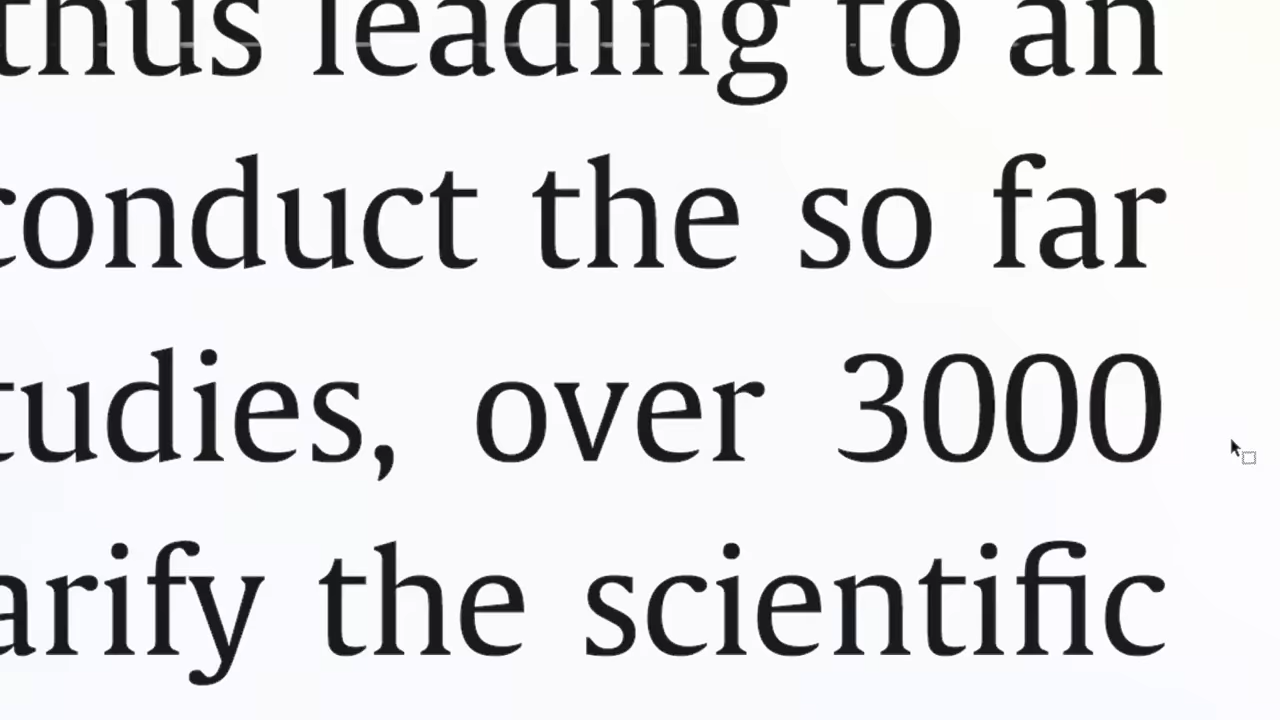 thus leading to an
conduct the so far
tudies, over 3000
arify the scientific